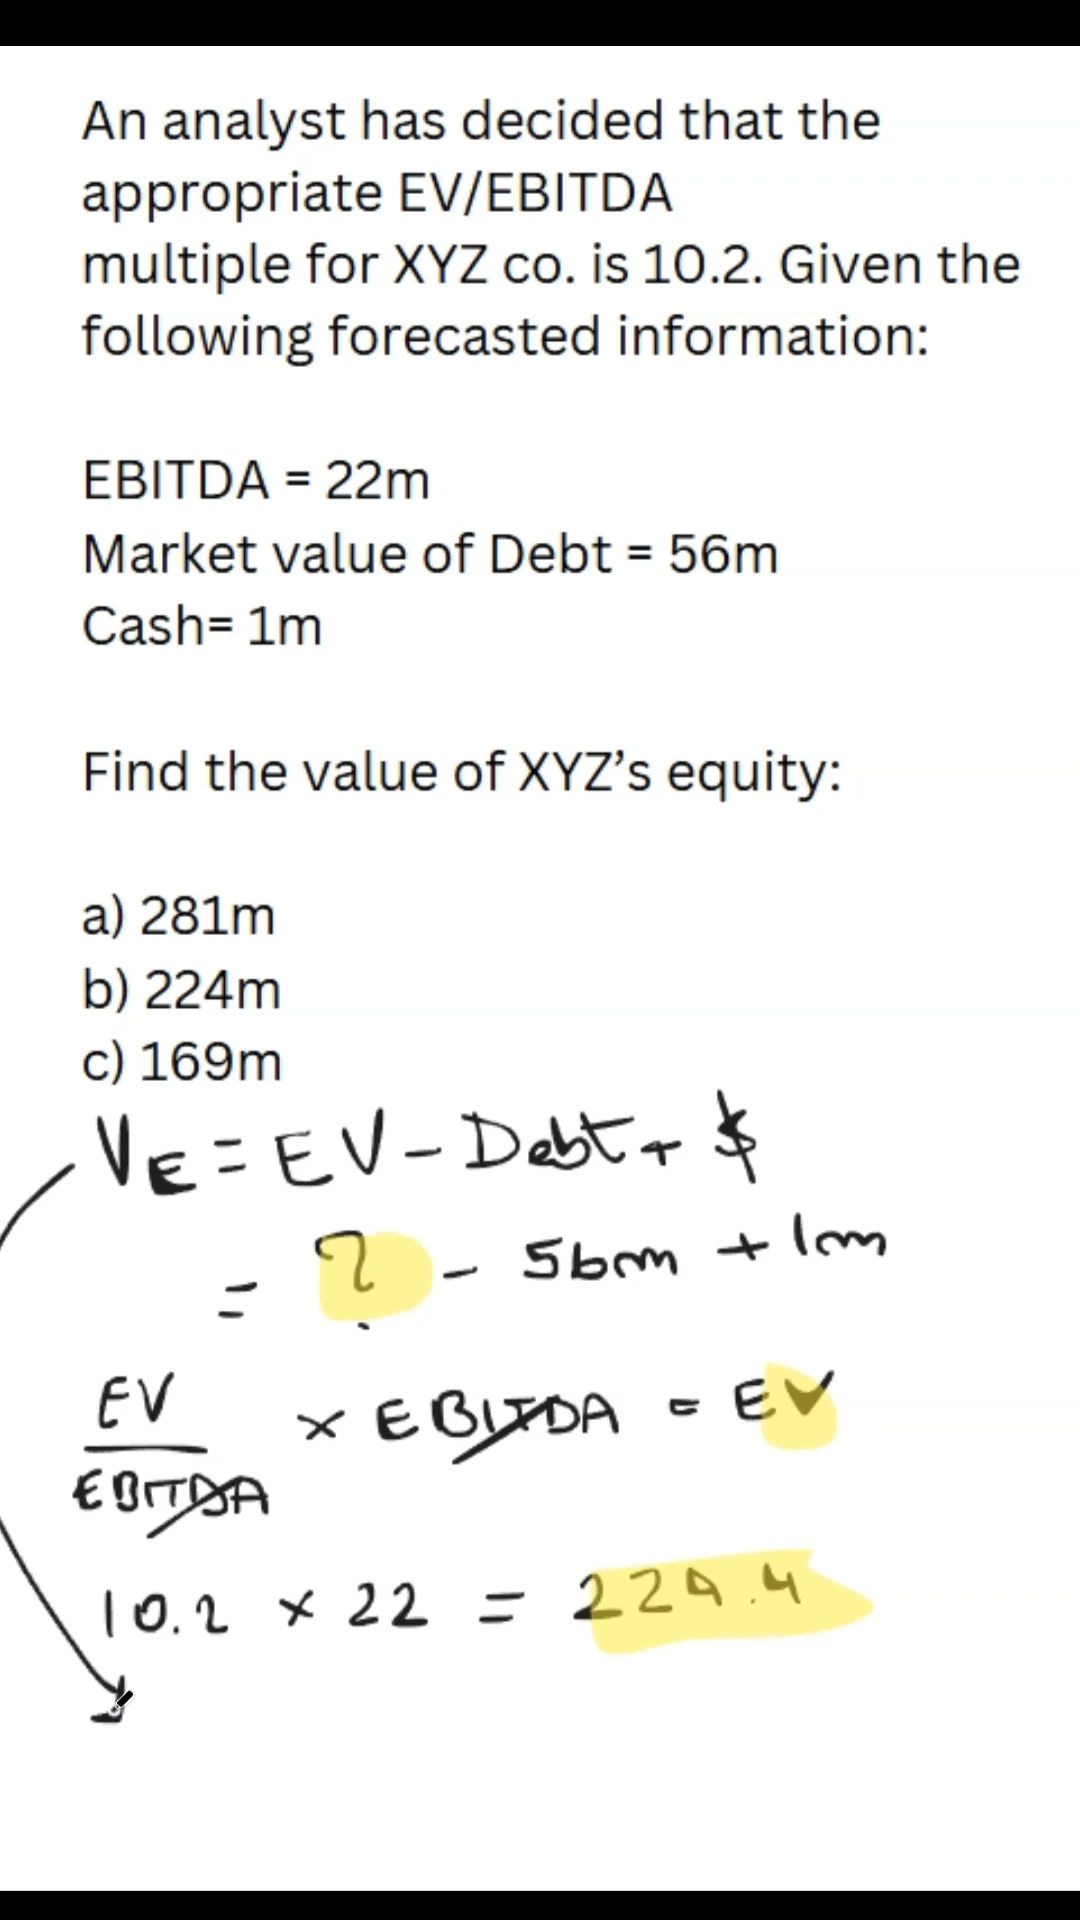 An analyst has decided that the
appropriate EV/EBITDA
multiple for XYZ co. is 10.2. Given the
following forecasted information:
EBITDA = 22m
Market value of Debt = 56m
Cash= 1m
Find the value of XYZ’s equity:
a) 281m
b) 224m
c) 169m
VE = EV - Debt + $
= ? - 56m + 1m
EV / EBITDA × EBITDA = EV
10.2 × 22 = 224.4